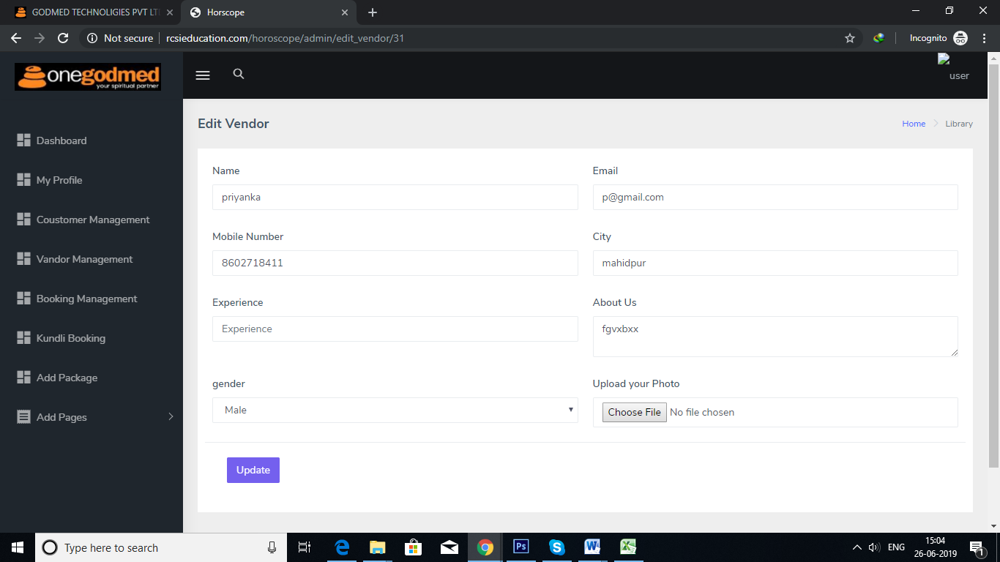 GODMED TECHNOLIGIES PVT LT
Horscope
Not secure
rcsieducation.com/horoscope/admin/edit_vendor/31
Incognito
onegodmed
your spiritual partner
user
Dashboard
My Profile
Coustomer Management
Vandor Management
Booking Management
Kundli Booking
Add Package
Add Pages
Edit Vendor
Home
Library
Name
Email
priyanka
p@gmail.com
Mobile Number
City
8602718411
mahidpur
Experience
About Us
Experience
fgvxbxx
gender
Upload your Photo
Male
Choose File No file chosen
Update
Type here to search
Ps
ENG
15:04
26-06-2019
1